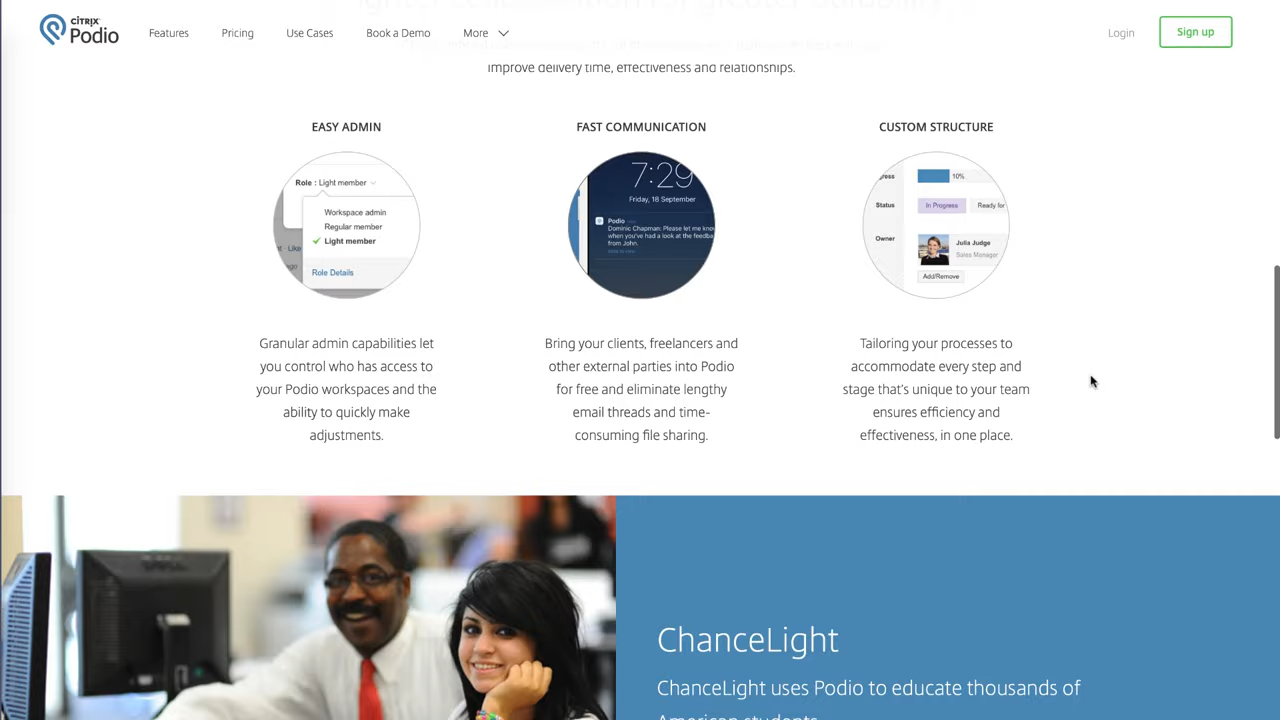 CITRIX
Podio
Features
Pricing
Use Cases
Book a Demo
More
Login
Sign up
improve delivery time, effectiveness and relationships.
EASY ADMIN
FAST COMMUNICATION
CUSTOM STRUCTURE
Role : Light member
Workspace admin
Regular member
Light member
Like
ago
Role Details
7:29
Friday, 18 September
Podio
Dominic Chapman: Please let me know
when you've had a look at the feedba
from John.
10%
Status
In Progress
Ready for
Owner
Julia Judge
Sales Manager
Add/Remove
Granular admin capabilities let
you control who has access to
your Podio workspaces and the
ability to quickly make
adjustments.
Bring your clients, freelancers and
other external parties into Podio
for free and eliminate lengthy
email threads and time-
consuming file sharing.
Tailoring your processes to
accommodate every step and
stage that's unique to your team
ensures efficiency and
effectiveness, in one place.
ChanceLight
ChanceLight uses Podio to educate thousands of
American students